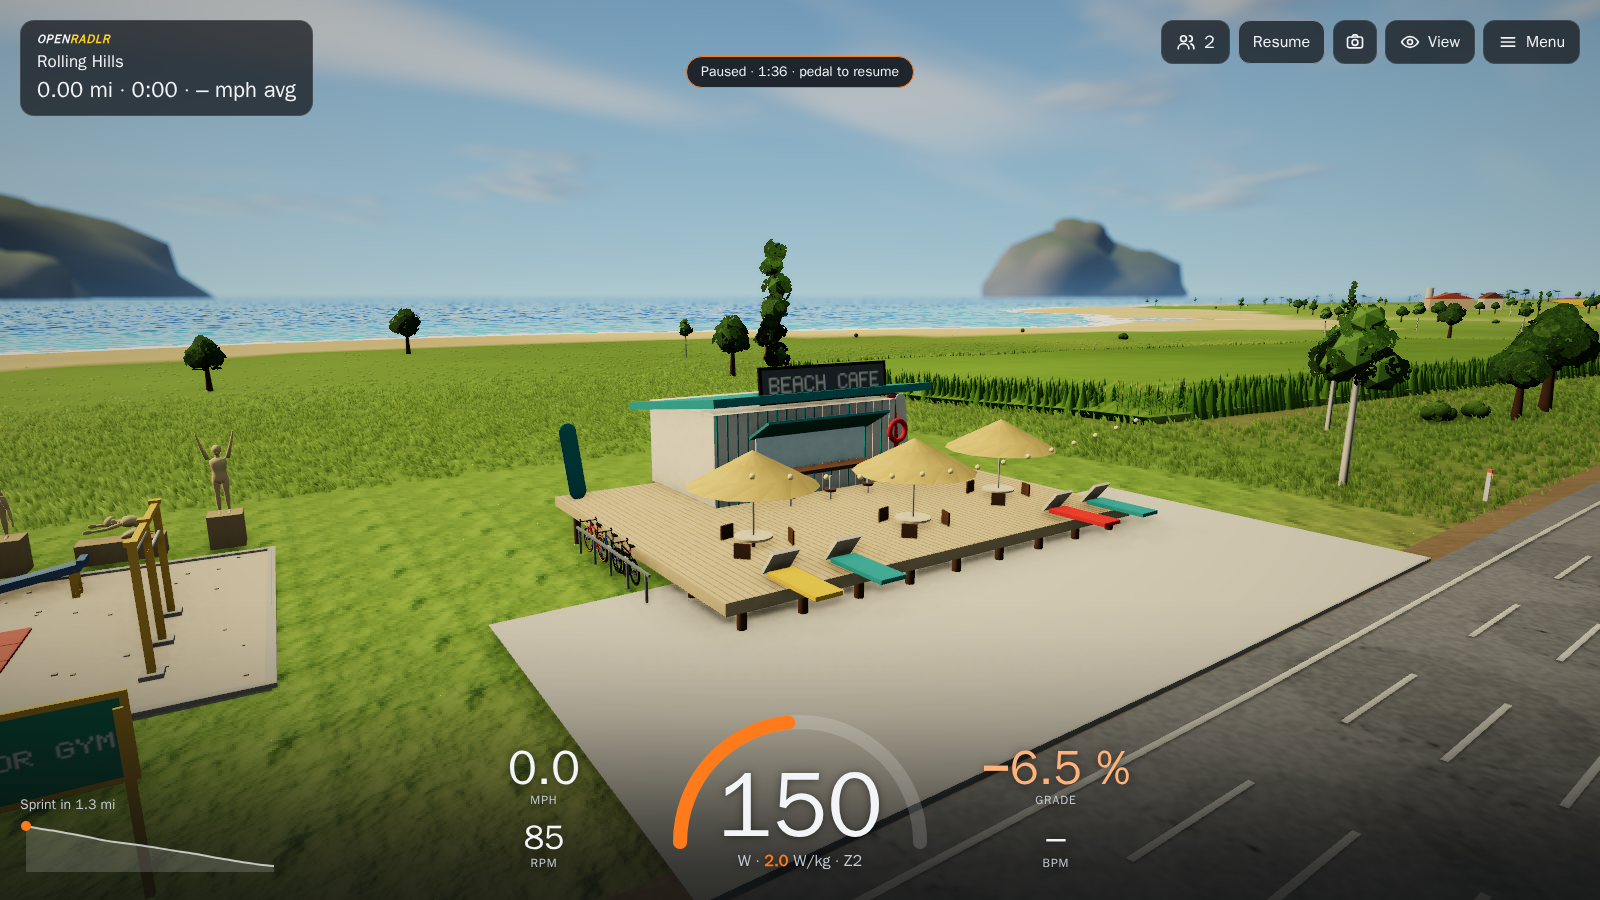 OPENRADLR
Rolling Hills
0.00 mi · 0:00 · – mph avg
Paused · 1:36 · pedal to resume
2
Resume
View
Menu
BEACH CAFE
OR GYM
Sprint in 1.3 mi
0.0
MPH
85
RPM
150
W · 2.0 W/kg · Z2
–6.5 %
GRADE
–
BPM